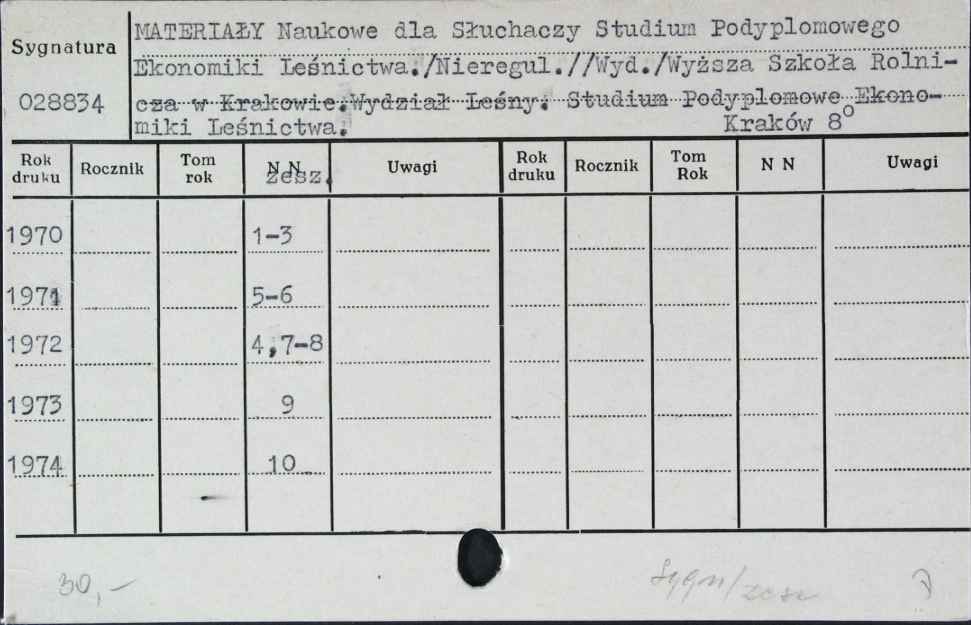 Sygnatura
028834
MATERIAŁY Naukowe dla Słuchaczy Studium Podyplomowego
Ekonomiki Leśnictwa./Nieregul.//Wyd./Wyższa Szkoła Rolni-
cza w Krakowie.Wydział Leśny. Studium Podyplomowe Ekono-
miki Leśnictwa. Kraków 8°
Rok druku Rocznik Tom rok N N zesz. Uwagi Rok druku Rocznik Tom Rok N N Uwagi
1970 1-3
1971 5-6
1972 4,7-8
1973 9
1974 10
30,-
Sygn/zesz